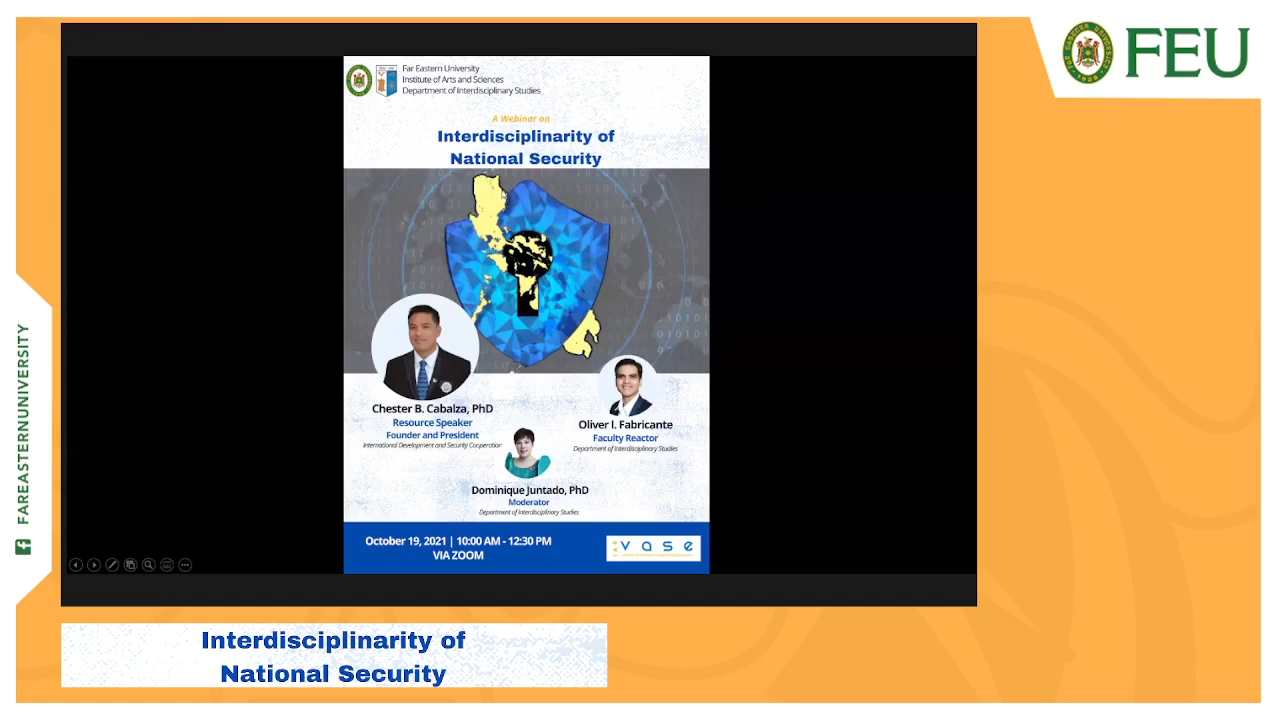 FEU
Far Eastern University
Institute of Arts and Sciences
Department of Interdisciplinary Studies
A Webinar on
Interdisciplinarity of
National Security
Chester B. Cabalza, PhD
Resource Speaker
Founder and President
International Development and Security Cooperation
Oliver I. Fabricante
Faculty Reactor
Department of Interdisciplinary Studies
Dominique Juntado, PhD
Moderator
Department of Interdisciplinary Studies
October 19, 2021 | 10:00 AM - 12:30 PM
VIA ZOOM
vase
FAREASTERNUNIVERSITY
Interdisciplinarity of
National Security